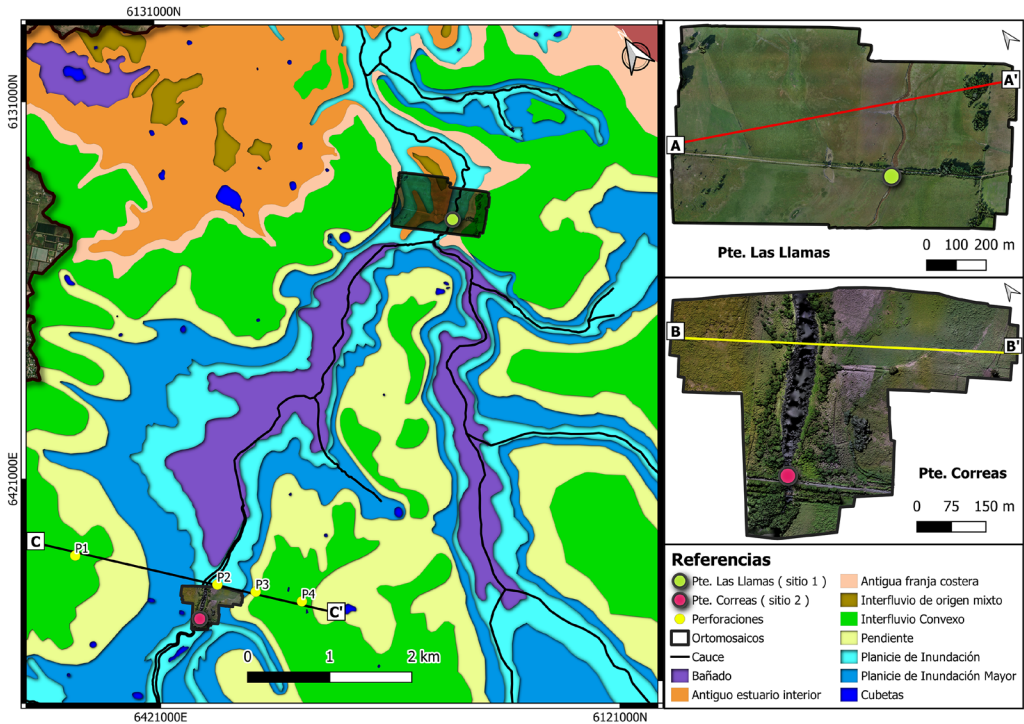 6131000N
6131000N
6421000E
6421000E
6121000N
C
P1
P2
P3
P4
C'
0 1 2 km
A
A'
Pte. Las Llamas
0 100 200 m
B
B'
Pte. Correas
0 75 150 m
Referencias
Pte. Las Llamas ( sitio 1 )
Pte. Correas ( sitio 2 )
Perforaciones
Ortomosaicos
Cauce
Bañado
Antiguo estuario interior
Antigua franja costera
Interfluvio de origen mixto
Interfluvio Convexo
Pendiente
Planicie de Inundación
Planicie de Inundación Mayor
Cubetas